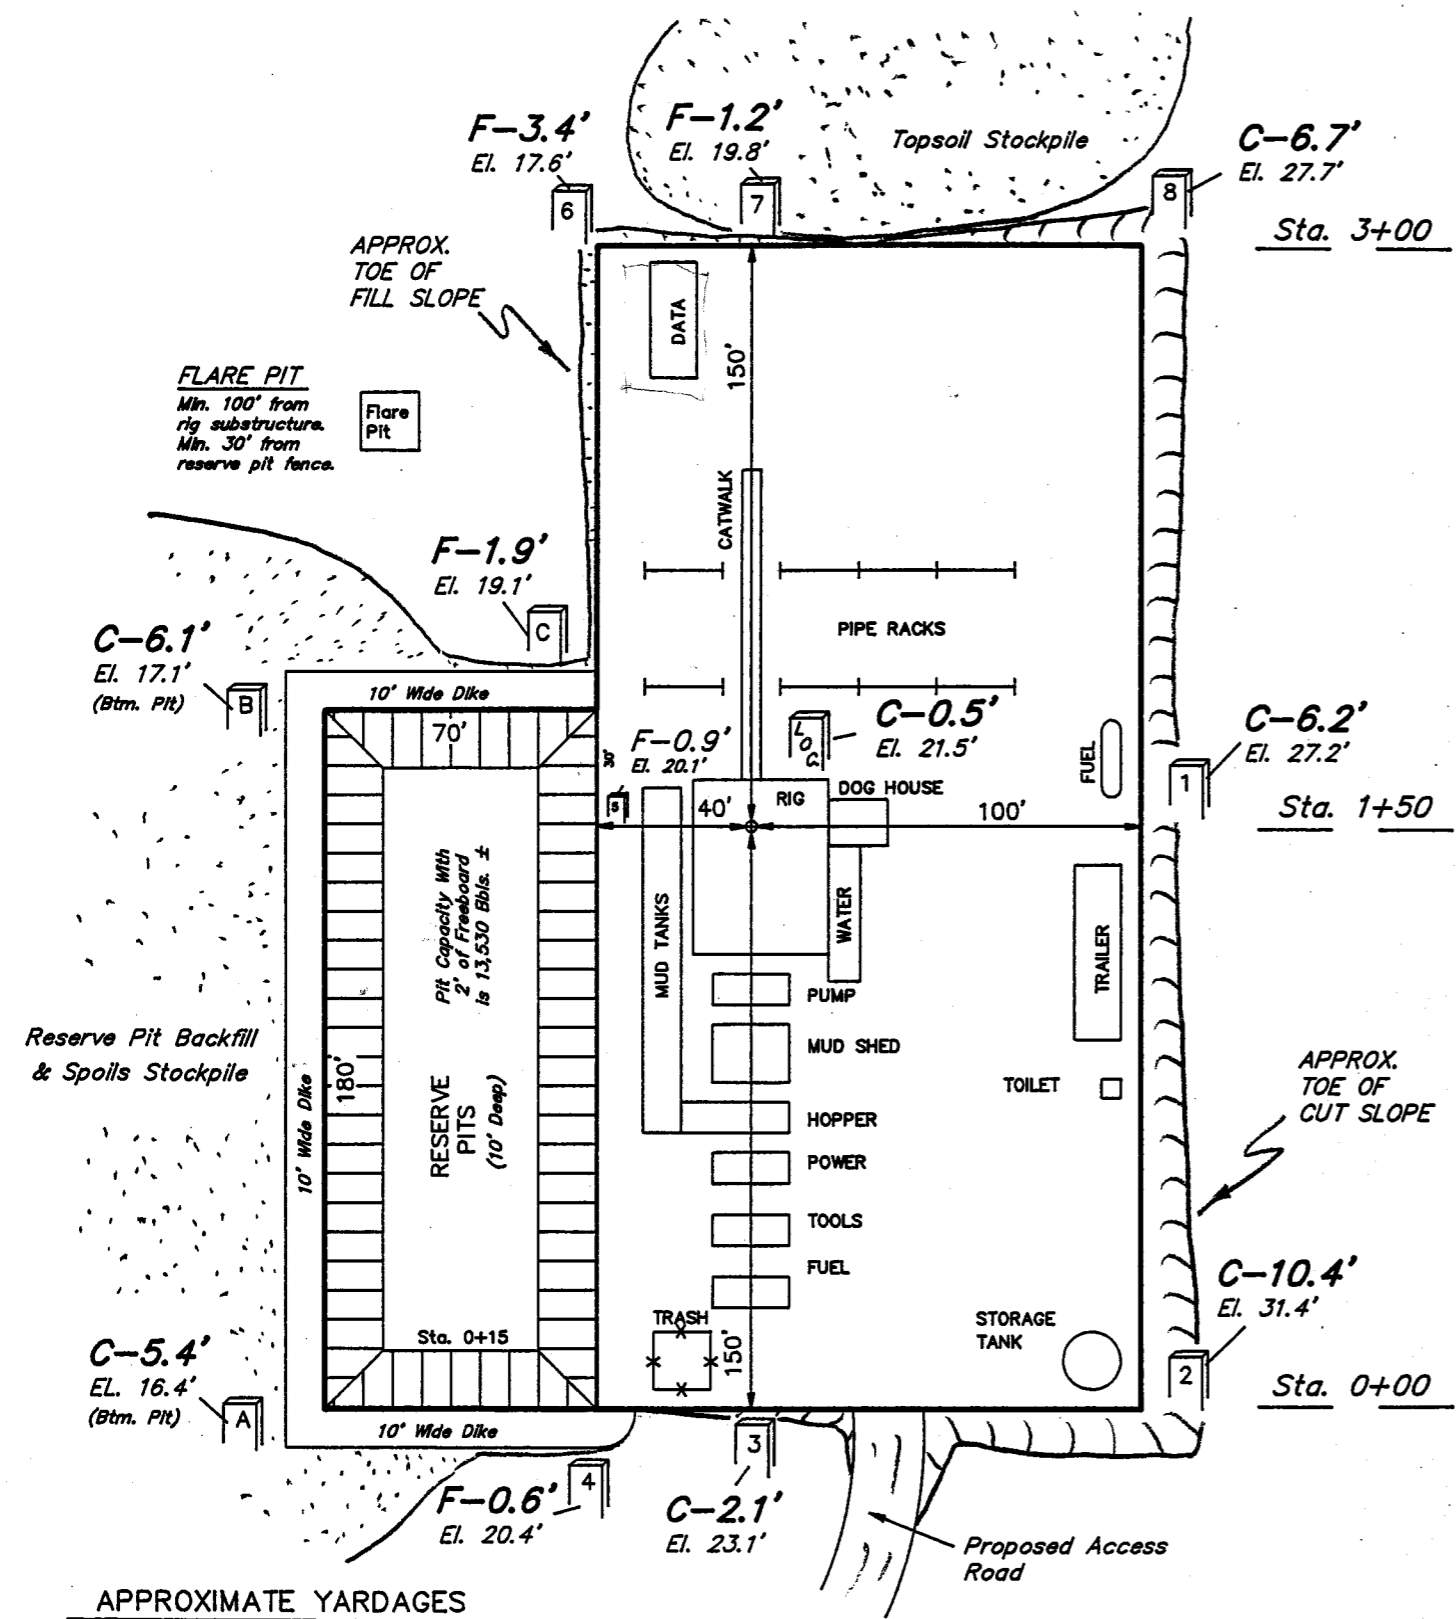 F-3.4'
El. 17.6'
F-1.2'
El. 19.8'
Topsoil Stockpile
C-6.7'
El. 27.7'
6
7
8
Sta. 3+00
APPROX.
TOE OF
FILL SLOPE
DATA
150'
FLARE PIT
Min. 100' from
rig substructure.
Min. 30' from
reserve pit fence.
Flare
Pit
CATWALK
F-1.9'
El. 19.1'
C
PIPE RACKS
C-6.1'
El. 17.1'
(Btm. Pit)
B
10' Wide Dike
70'
F-0.9'
El. 20.1'
30'
5
LOC
C-0.5'
El. 21.5'
FUEL
C-6.2'
El. 27.2'
1
Sta. 1+50
40'
RIG
DOG HOUSE
100'
Pit Capacity With
2' of Freeboard
is 13,530 Bbls. ±
MUD TANKS
WATER
TRAILER
PUMP
MUD SHED
Reserve Pit Backfill
& Spoils Stockpile
10' Wide Dike
180'
RESERVE
PITS
(10' Deep)
TOILET
APPROX.
TOE OF
CUT SLOPE
HOPPER
POWER
TOOLS
FUEL
C-10.4'
El. 31.4'
2
TRASH
150'
STORAGE
TANK
Sta. 0+15
C-5.4'
EL. 16.4'
(Btm. Pit)
A
Sta. 0+00
10' Wide Dike
3
4
F-0.6'
El. 20.4'
C-2.1'
El. 23.1'
Proposed Access
Road
APPROXIMATE YARDAGES